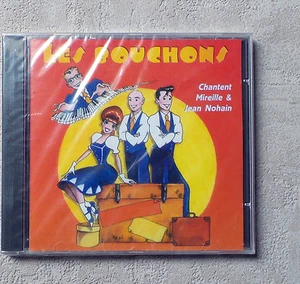 LES BOUCHONS
Chantent
Mireille &
Jean Nohain